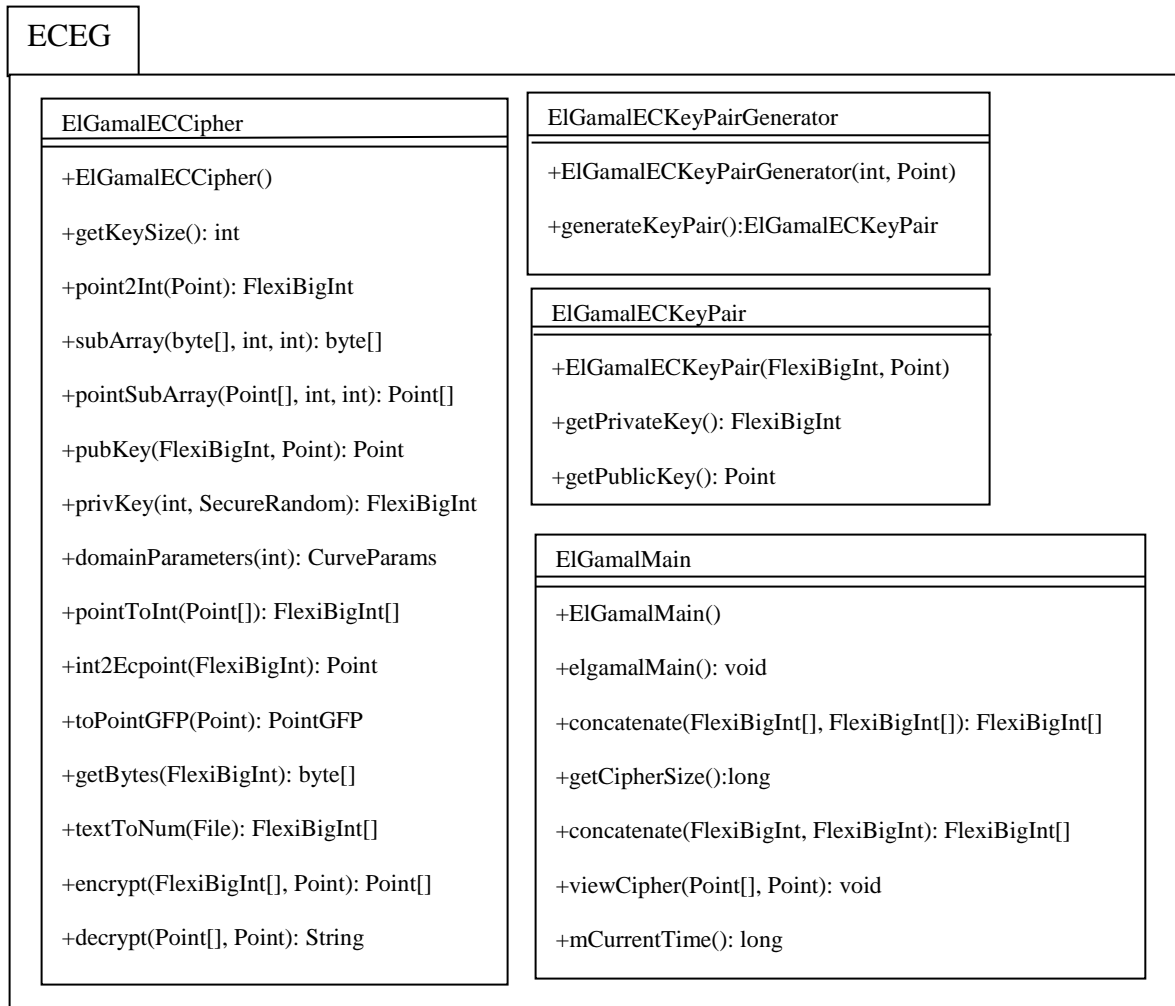 ECEG
ElGamalECCipher
+ElGamalECCipher()
+getKeySize(): int
+point2Int(Point): FlexiBigInt
+subArray(byte[], int, int): byte[]
+pointSubArray(Point[], int, int): Point[]
+pubKey(FlexiBigInt, Point): Point
+privKey(int, SecureRandom): FlexiBigInt
+domainParameters(int): CurveParams
+pointToInt(Point[]): FlexiBigInt[]
+int2Ecpoint(FlexiBigInt): Point
+toPointGFP(Point): PointGFP
+getBytes(FlexiBigInt): byte[]
+textToNum(File): FlexiBigInt[]
+encrypt(FlexiBigInt[], Point): Point[]
+decrypt(Point[], Point): String
ElGamalECKeyPairGenerator
+ElGamalECKeyPairGenerator(int, Point)
+generateKeyPair():ElGamalECKeyPair
ElGamalECKeyPair
+ElGamalECKeyPair(FlexiBigInt, Point)
+getPrivateKey(): FlexiBigInt
+getPublicKey(): Point
ElGamalMain
+ElGamalMain()
+elgamalMain(): void
+concatenate(FlexiBigInt[], FlexiBigInt[]): FlexiBigInt[]
+getCipherSize():long
+concatenate(FlexiBigInt, FlexiBigInt): FlexiBigInt[]
+viewCipher(Point[], Point): void
+mCurrentTime(): long